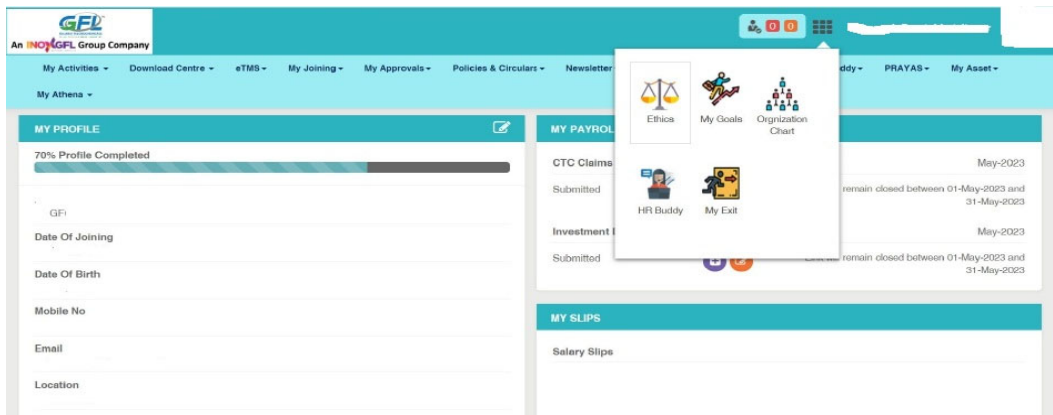 GFL
An INOXGFL Group Company
0 0
My Activities Download Centre eTMS My Joining My Approvals Policies & Circulars Newsletter ddy PRAYAS My Asset
My Athena
Ethics My Goals Orgnization Chart
HR Buddy My Exit
MY PROFILE
70% Profile Completed
GF
Date Of Joining
Date Of Birth
Mobile No
Email
Location
MY PAYROL
CTC Claims May-2023
Submitted remain closed between 01-May-2023 and
31-May-2023
Investment May-2023
Submitted remain closed between 01-May-2023 and
31-May-2023
MY SLIPS
Salary Slips